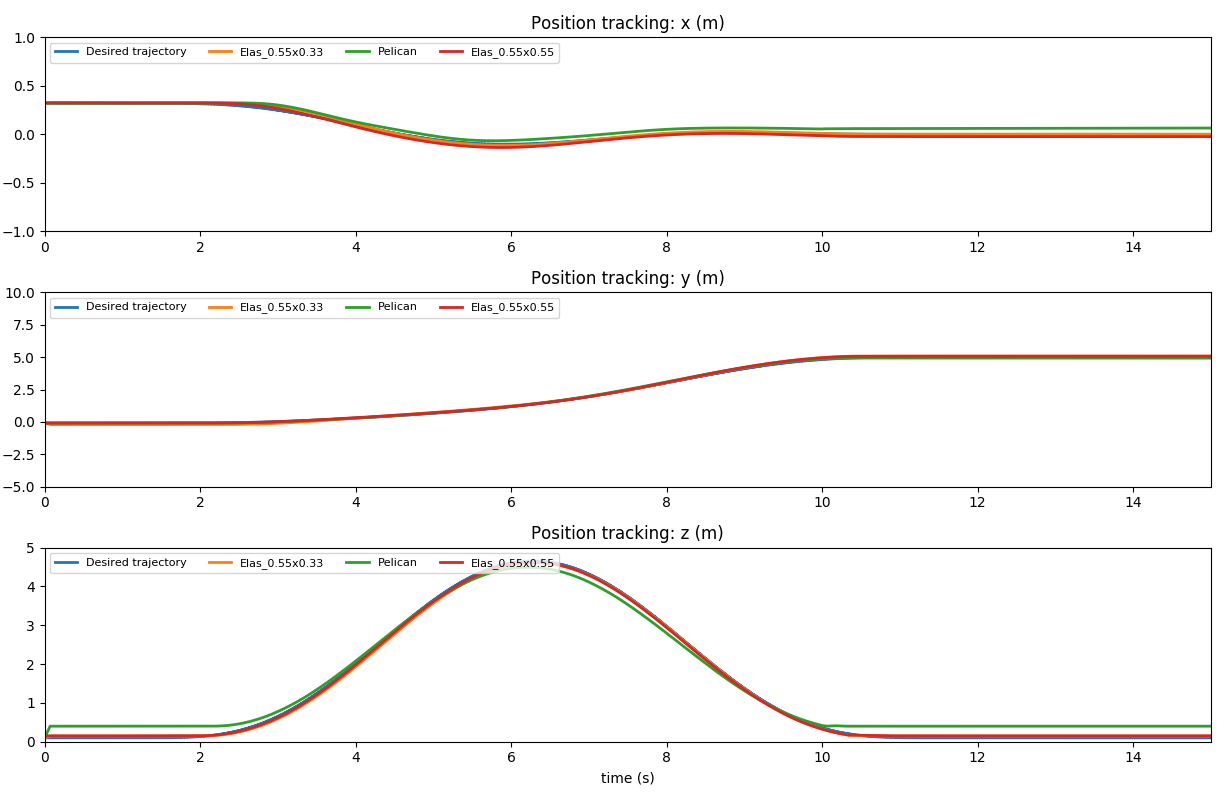 Position tracking: x (m)
1.0
0.5
0.0
−0.5
−1.0
Desired trajectory Elas_0.55x0.33 Pelican Elas_0.55x0.55
0 2 4 6 8 10 12 14
Position tracking: y (m)
10.0
7.5
5.0
2.5
0.0
−2.5
−5.0
Desired trajectory Elas_0.55x0.33 Pelican Elas_0.55x0.55
0 2 4 6 8 10 12 14
Position tracking: z (m)
5
4
3
2
1
0
Desired trajectory Elas_0.55x0.33 Pelican Elas_0.55x0.55
0 2 4 6 8 10 12 14
time (s)